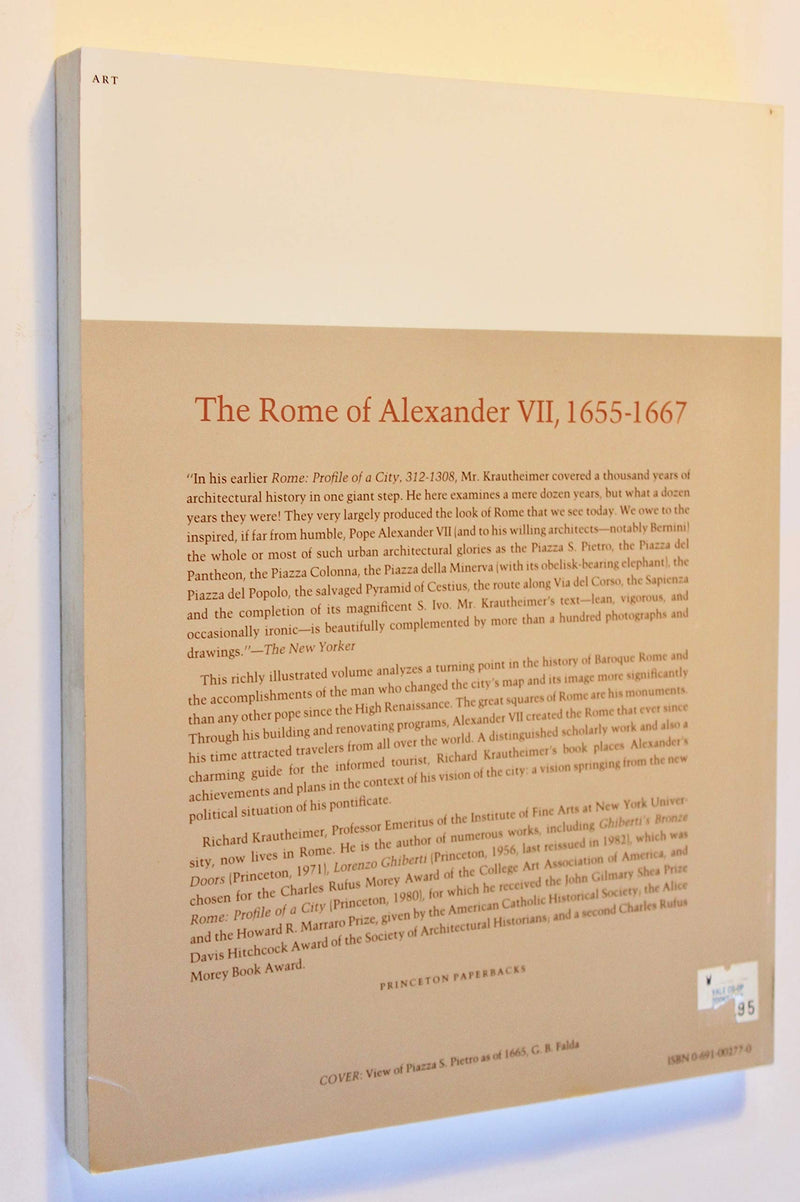 ART
The Rome of Alexander VII, 1655-1667
"In his earlier Rome: Profile of a City, 312-1308, Mr. Krautheimer covered a thousand years of
architectural history in one giant step. He here examines a mere dozen years, but what a dozen
years they were! They very largely produced the look of Rome that we see today. We owe to the
inspired, if far from humble, Pope Alexander VII (and to his willing architects—notably Bernini)
the whole or most of such urban architectural glories as the Piazza S. Pietro, the Piazza del
Pantheon, the Piazza Colonna, the Piazza della Minerva (with its obelisk-bearing elephant), the
Piazza del Popolo, the salvaged Pyramid of Cestius, the route along Via del Corso, the Sapienza
and the completion of its magnificent S. Ivo. Mr. Krautheimer's text—lean, vigorous, and
occasionally ironic—is beautifully complemented by more than a hundred photographs and
drawings."—The New Yorker
This richly illustrated volume analyzes a turning point in the history of Baroque Rome and
the accomplishments of the man who changed the city's map and its image more significantly
than any other pope since the High Renaissance. The great squares of Rome are his monuments.
Through his building and renovating programs, Alexander VII created the Rome that ever since
his time attracted travelers from all over the world. A distinguished scholarly work and also a
charming guide for the informed tourist, Richard Krautheimer's book places Alexander's
achievements and plans in the context of his vision of the city: a vision springing from the new
political situation of his pontificate.
Richard Krautheimer, Professor Emeritus of the Institute of Fine Arts at New York Univer-
sity, now lives in Rome. He is the author of numerous works, including Ghiberti's Bronze
Doors (Princeton, 1971), Lorenzo Ghiberti (Princeton, 1956, last reissued in 1982), which was
chosen for the Charles Rufus Morey Award of the College Art Association of America, and
Rome: Profile of a City (Princeton, 1980), for which he received the John Gilmary Shea Prize
and the Howard R. Marraro Prize, given by the American Catholic Historical Society, the Alice
Davis Hitchcock Award of the Society of Architectural Historians, and a second Charles Rufus
Morey Book Award.
PRINCETON PAPERBACKS
YALE CO-OP
95
COVER: View of Piazza S. Pietro as of 1665, G. B. Falda
ISBN 0-691-00277-0